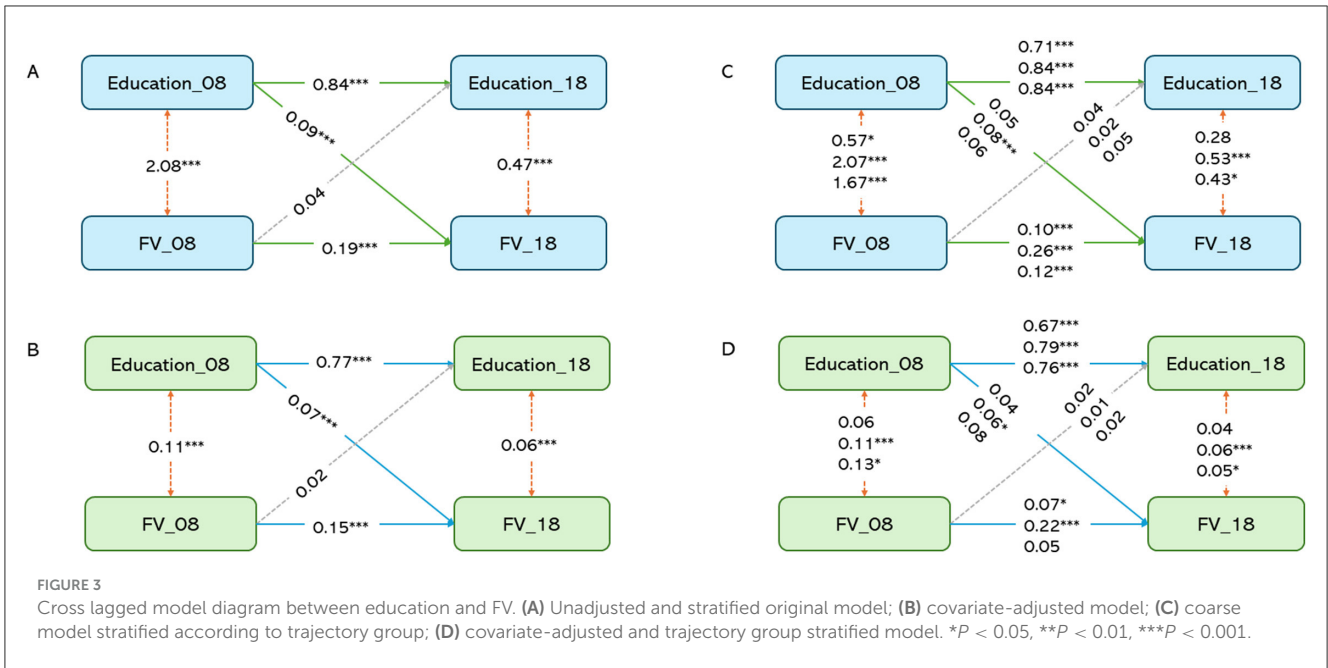 A
Education_08
0.84***
Education_18
0.09***
2.08***
0.04
0.47***
FV_08
0.19***
FV_18
C
Education_08
0.71***
0.84***
0.84***
Education_18
0.05
0.08***
0.06
0.04
0.02
0.05
0.57*
2.07***
1.67***
0.28
0.53***
0.43*
FV_08
0.10***
0.26***
0.12***
FV_18
B
Education_08
0.77***
Education_18
0.07***
0.11***
0.02
0.06***
FV_08
0.15***
FV_18
D
Education_08
0.67***
0.79***
0.76***
Education_18
0.04
0.06*
0.08
0.02
0.01
0.02
0.06
0.11***
0.13*
0.04
0.06***
0.05*
FV_08
0.07*
0.22***
0.05
FV_18
FIGURE 3
Cross lagged model diagram between education and FV. (A) Unadjusted and stratified original model; (B) covariate-adjusted model; (C) coarse
model stratified according to trajectory group; (D) covariate-adjusted and trajectory group stratified model. *P < 0.05, **P < 0.01, ***P < 0.001.